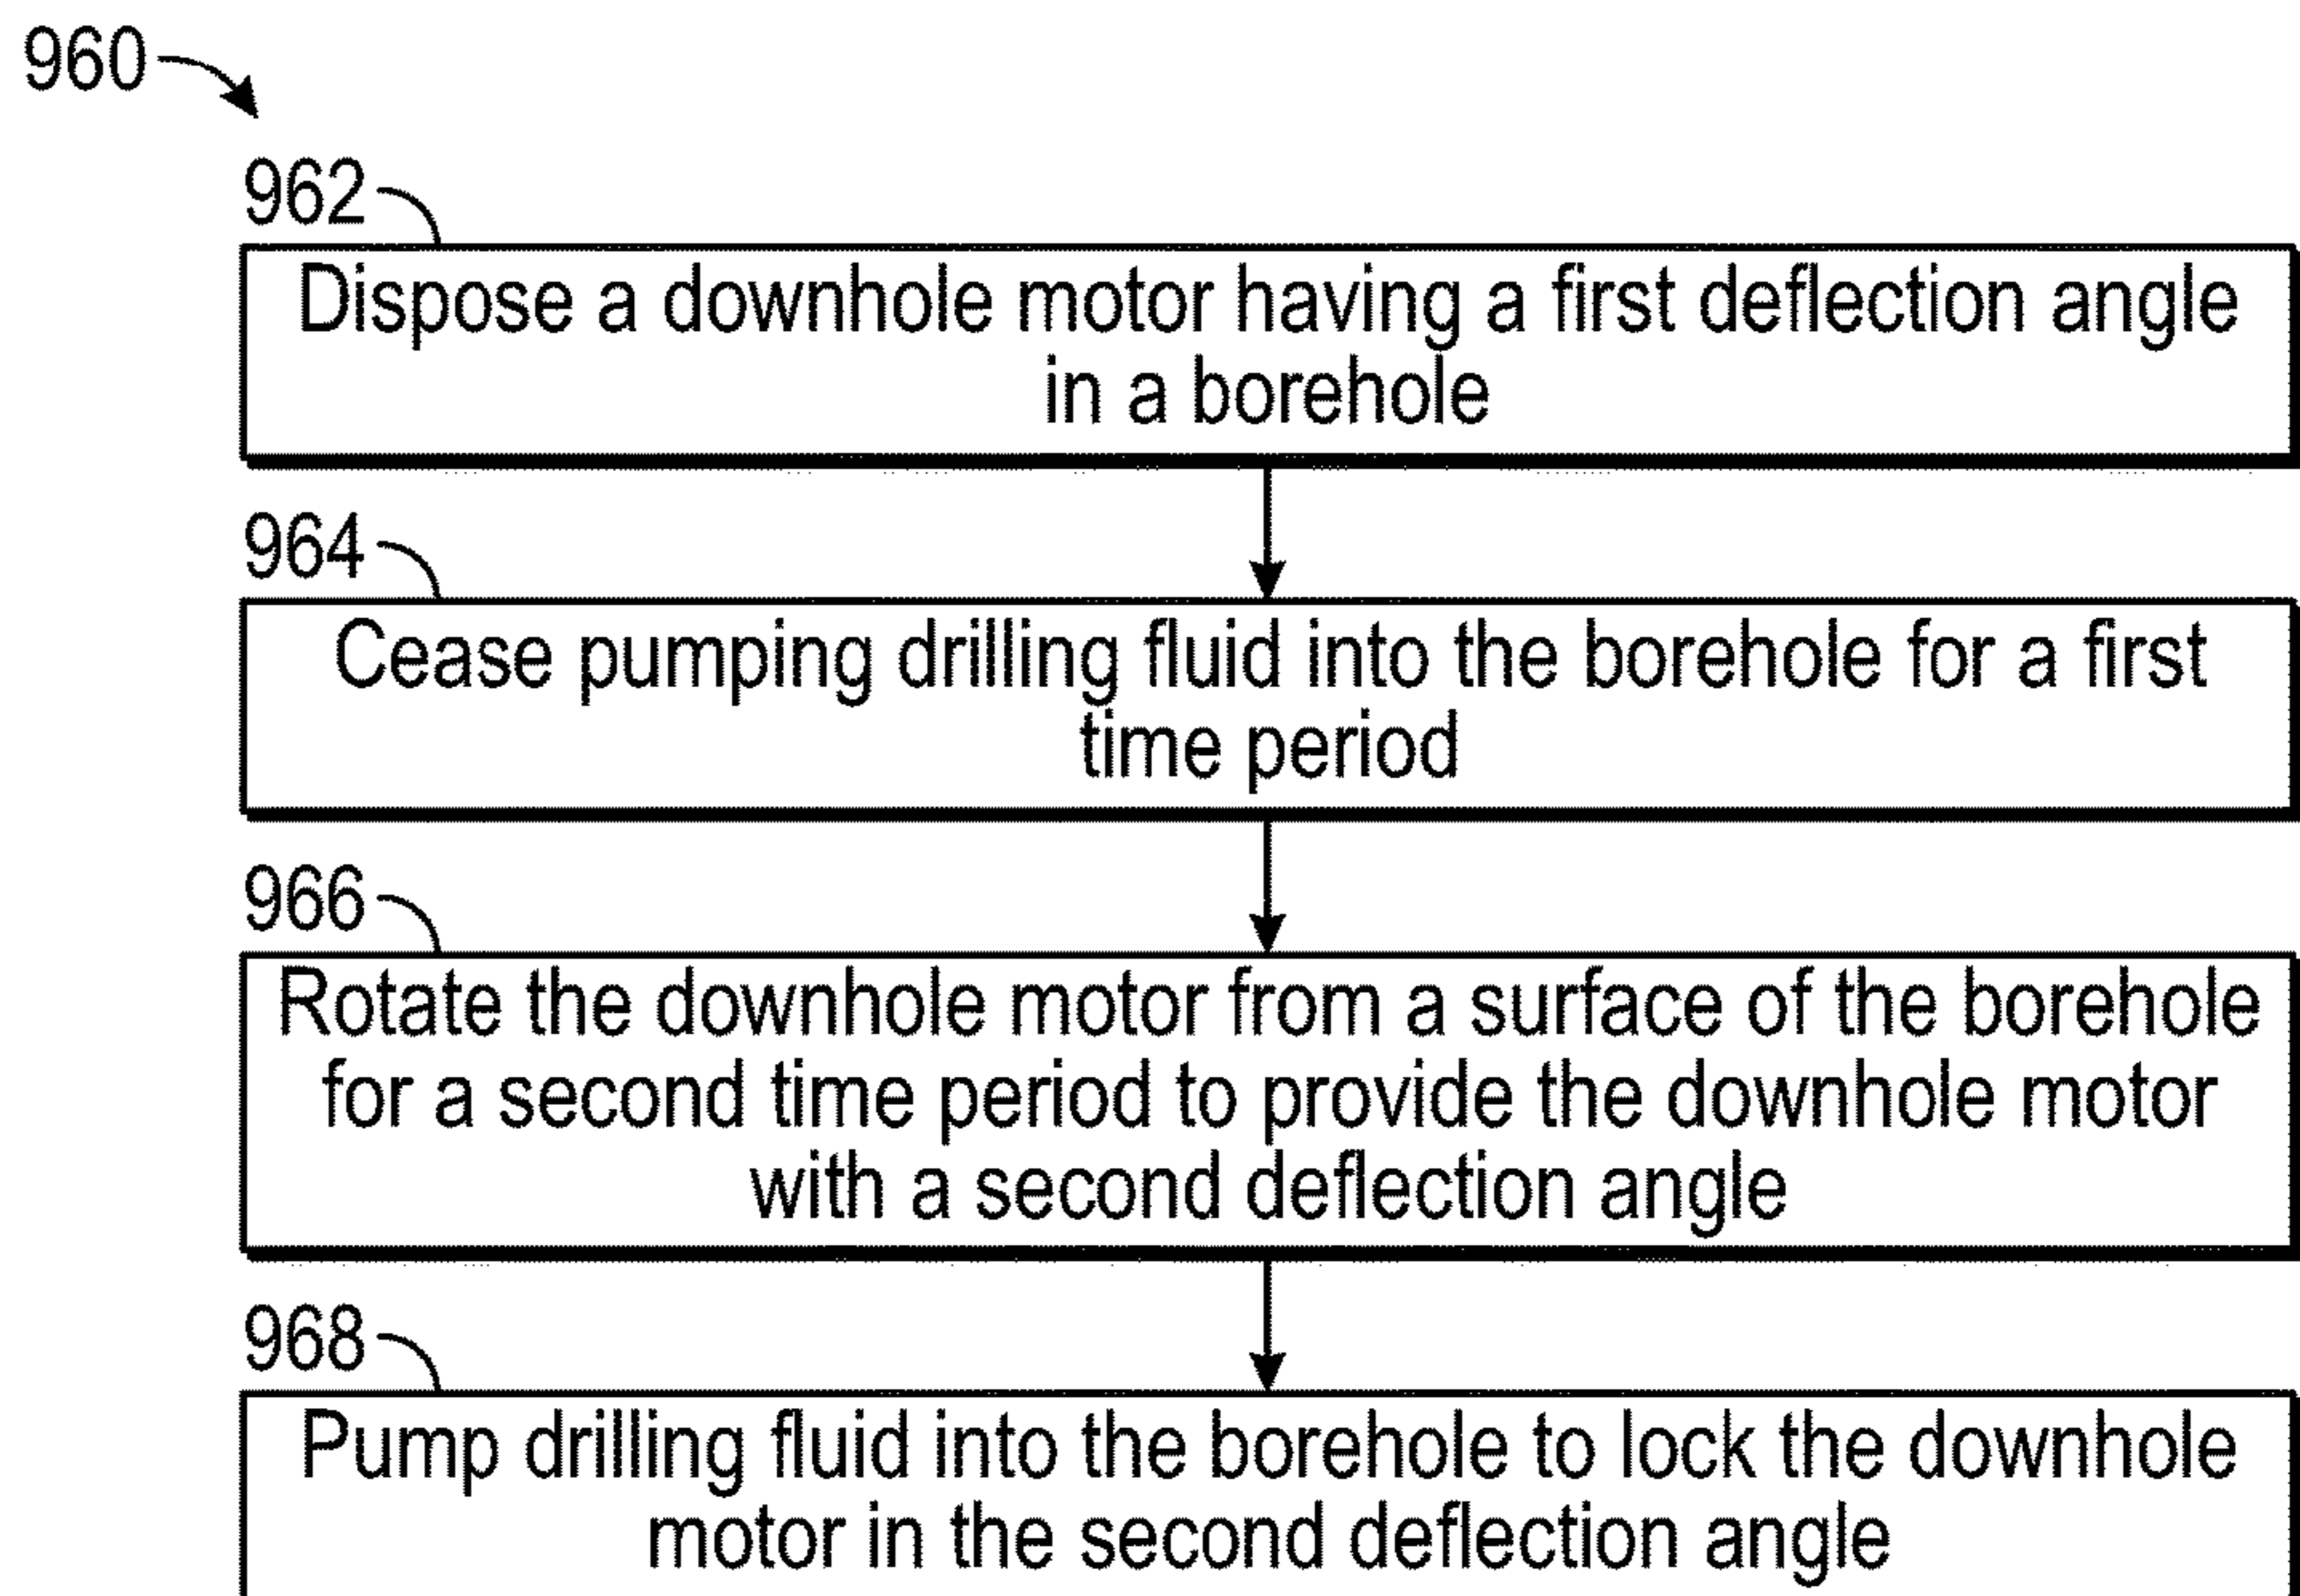 960
962
Dispose a downhole motor having a first deflection angle
in a borehole
964
Cease pumping drilling fluid into the borehole for a first
time period
966
Rotate the downhole motor from a surface of the borehole
for a second time period to provide the downhole motor
with a second deflection angle
968
Pump drilling fluid into the borehole to lock the downhole
motor in the second deflection angle